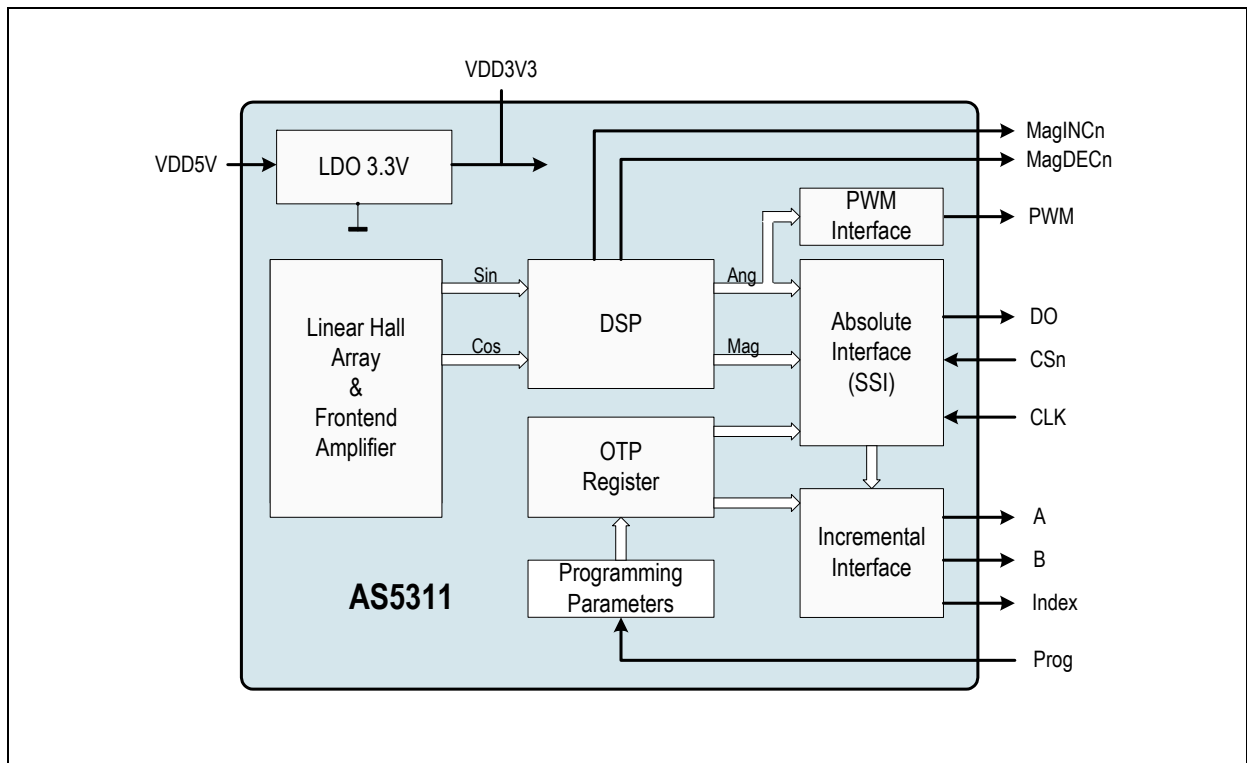 VDD3V3
MagINCn
VDD5V
LDO 3.3V
MagDECn
PWM
Interface
PWM
Sin
Ang
Linear Hall
Array
&
Frontend
Amplifier
DSP
Absolute
Interface
(SSI)
DO
Cos
Mag
CSn
CLK
OTP
Register
A
Incremental
Interface
B
Programming
Parameters
AS5311
Index
Prog